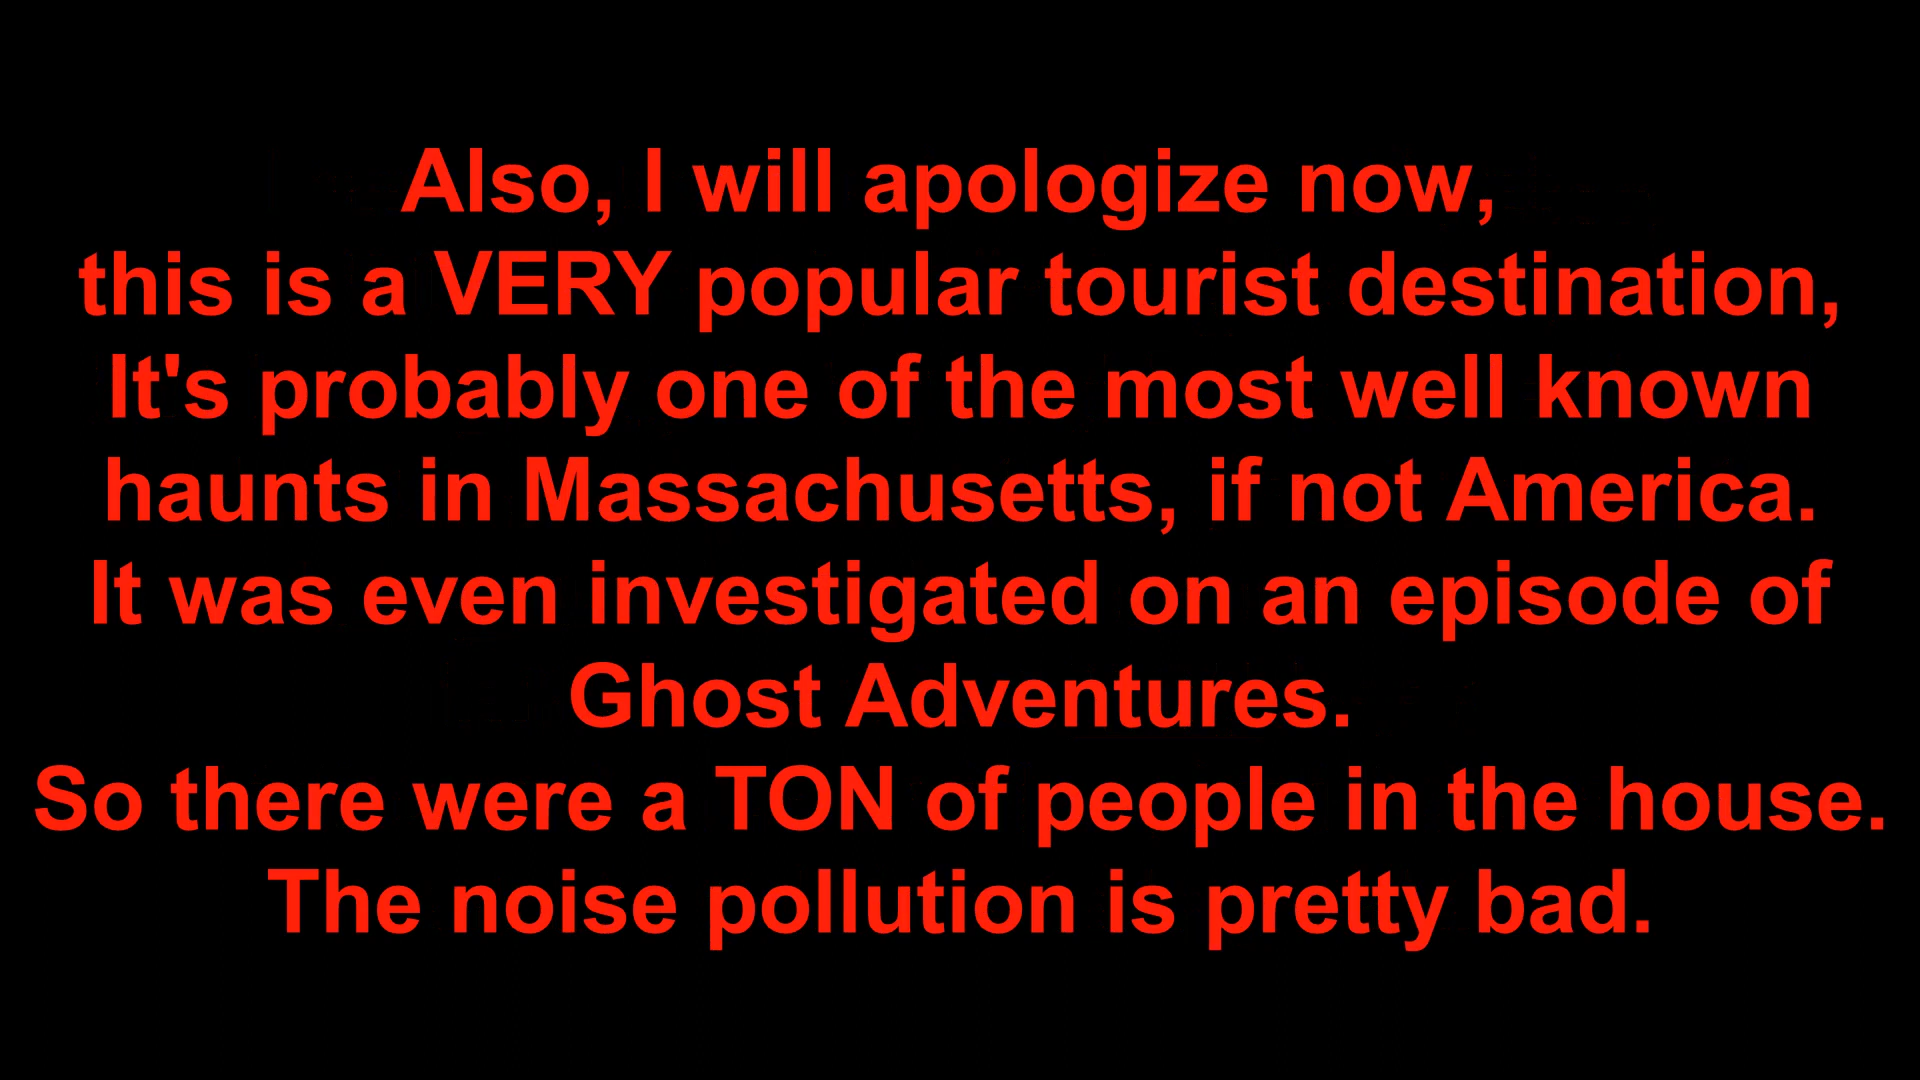 Also, I will apologize now,
this is a VERY popular tourist destination,
It's probably one of the most well known
haunts in Massachusetts, if not America.
It was even investigated on an episode of
Ghost Adventures.
So there were a TON of people in the house.
The noise pollution is pretty bad.